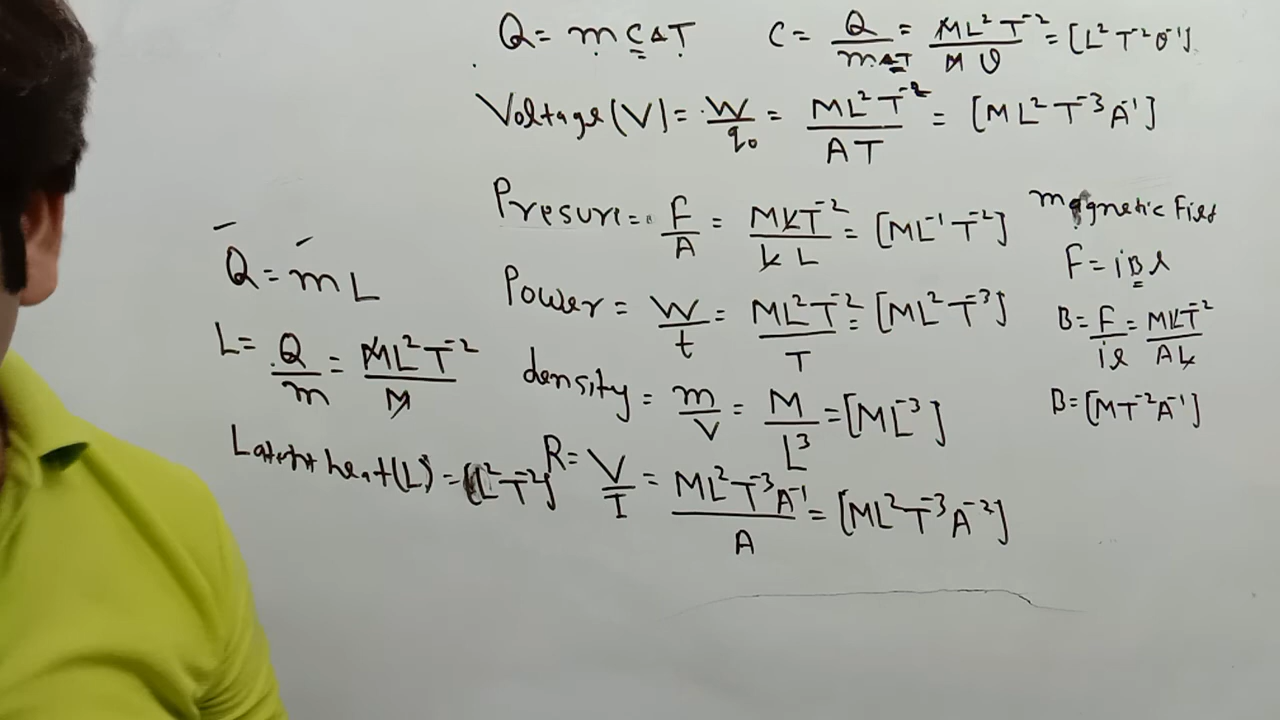 Q = mCΔT C = Q/mΔT = ML²T⁻²/Mθ = [L²T⁻²θ⁻¹]
Voltage(V) = W/q₀ = ML²T⁻²/AT = [ML²T⁻³A⁻¹]
Presure = F/A = MLT⁻²/L L = [ML⁻¹T⁻²]
Power = W/t = ML²T⁻²/T = [ML²T⁻³]
density = m/V = M/L³ = [ML⁻³]
R = V/I = ML²T⁻³A⁻¹/A = [ML²T⁻³A⁻²]
Q = mL
L = Q/m = ML²T⁻²/M
heat(L) = [L²T⁻²]
magnetic
F = iBl
B = F/il = MLT⁻²/AL
B = [MT⁻²A⁻¹]